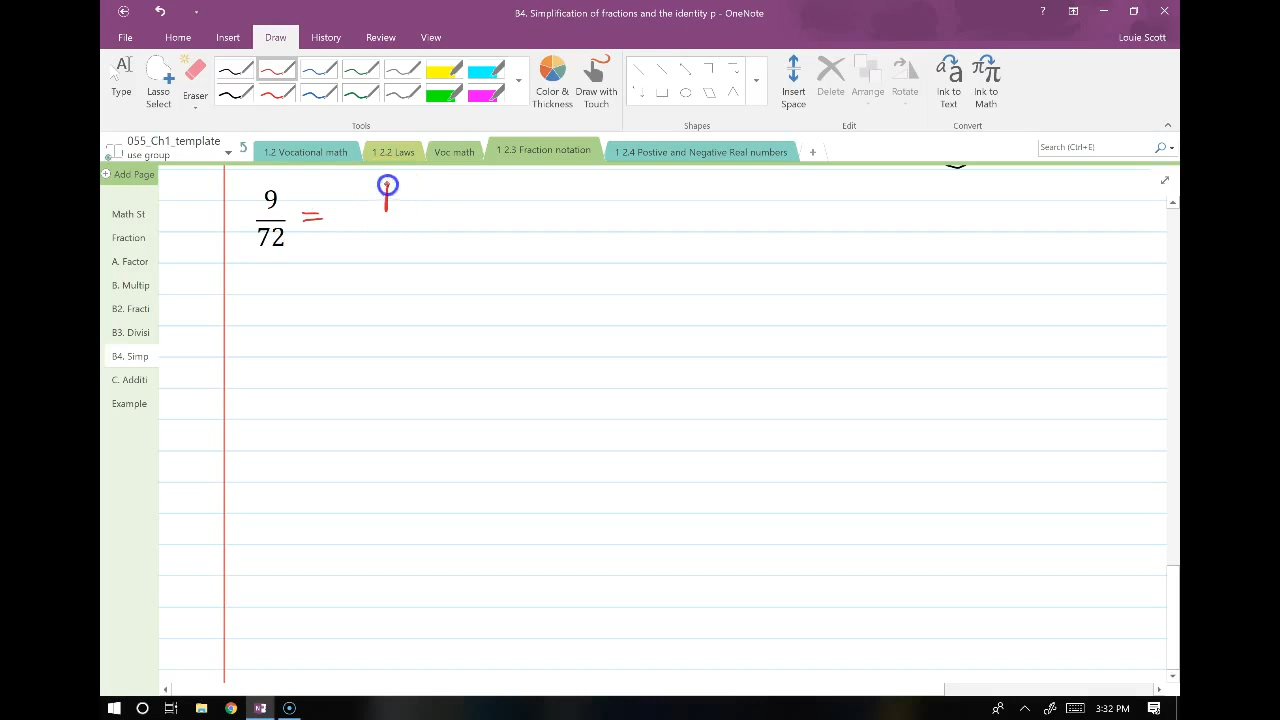 B4. Simplification of fractions and the identity p - OneNote
?
File Home Insert Draw History Review View
Louie Scott
Type
Lasso Select
Eraser
Color & Thickness
Draw with Touch
Insert Space
Delete
Arrange
Rotate
Ink to Text
Ink to Math
Tools
Shapes
Edit
Convert
055_Ch1_template
use group
1.2 Vocational math
1 2.2 Laws
Voc math
1 2.3 Fraction notation
1 2.4 Postive and Negative Real numbers
Search (Ctrl+E)
Add Page
Math St
Fraction
A. Factor
B. Multip
B2. Fracti
B3. Divisi
B4. Simp
C. Additi
Example
9
72
=
3:32 PM